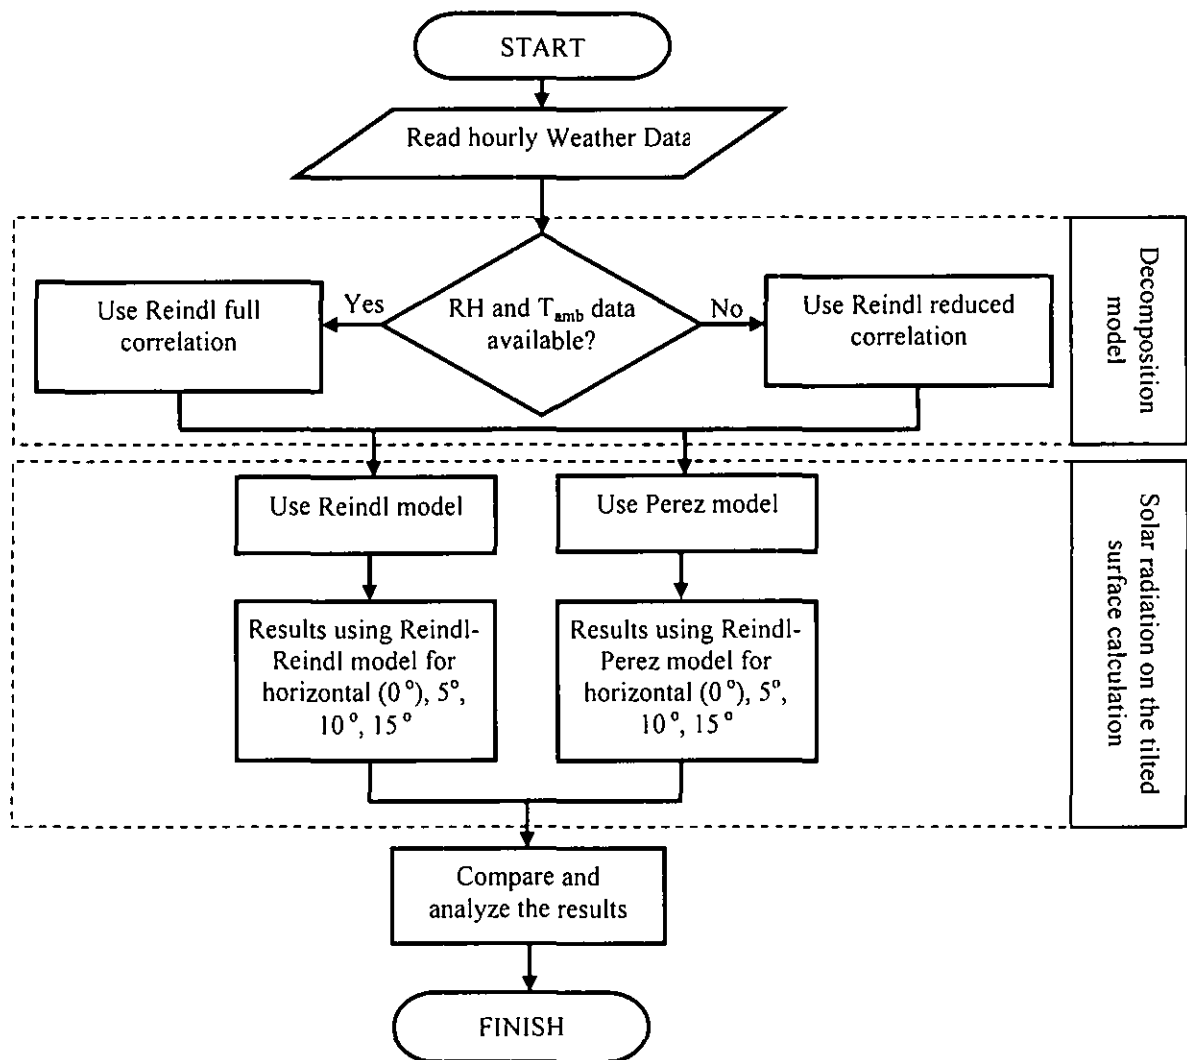 START
Read hourly Weather Data
Use Reindl full
correlation
Yes
RH and Tamb data
available?
No
Use Reindl reduced
correlation
Decomposition
model
Use Reindl model
Use Perez model
Results using Reindl-
Reindl model for
horizontal (0°), 5°,
10°, 15°
Results using Reindl-
Perez model for
horizontal (0°), 5°,
10°, 15°
Solar radiation on the tilted
surface calculation
Compare and
analyze the results
FINISH